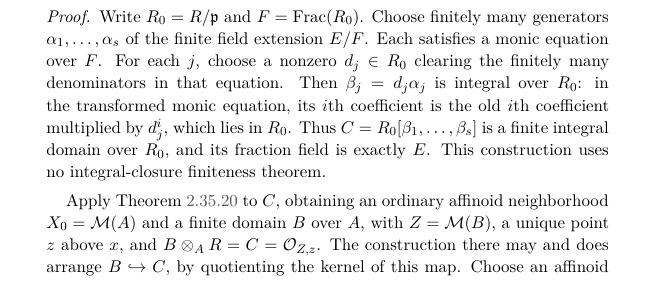 Proof. Write R₀ = R/𝔭 and F = Frac(R₀). Choose finitely many generators
α₁, . . . , αₛ of the finite field extension E/F. Each satisfies a monic equation
over F. For each j, choose a nonzero dⱼ ∈ R₀ clearing the finitely many
denominators in that equation. Then βⱼ = dⱼαⱼ is integral over R₀: in
the transformed monic equation, its ith coefficient is the old ith coefficient
multiplied by dⱼⁱ, which lies in R₀. Thus C = R₀[β₁, . . . , βₛ] is a finite integral
domain over R₀, and its fraction field is exactly E. This construction uses
no integral-closure finiteness theorem.
Apply Theorem 2.35.20 to C, obtaining an ordinary affinoid neighborhood
X₀ = ℳ(A) and a finite domain B over A, with Z = ℳ(B), a unique point
z above x, and B ⊗_A R = C = 𝒪_{Z,z}. The construction there may and does
arrange B ↪ C, by quotienting the kernel of this map. Choose an affinoid